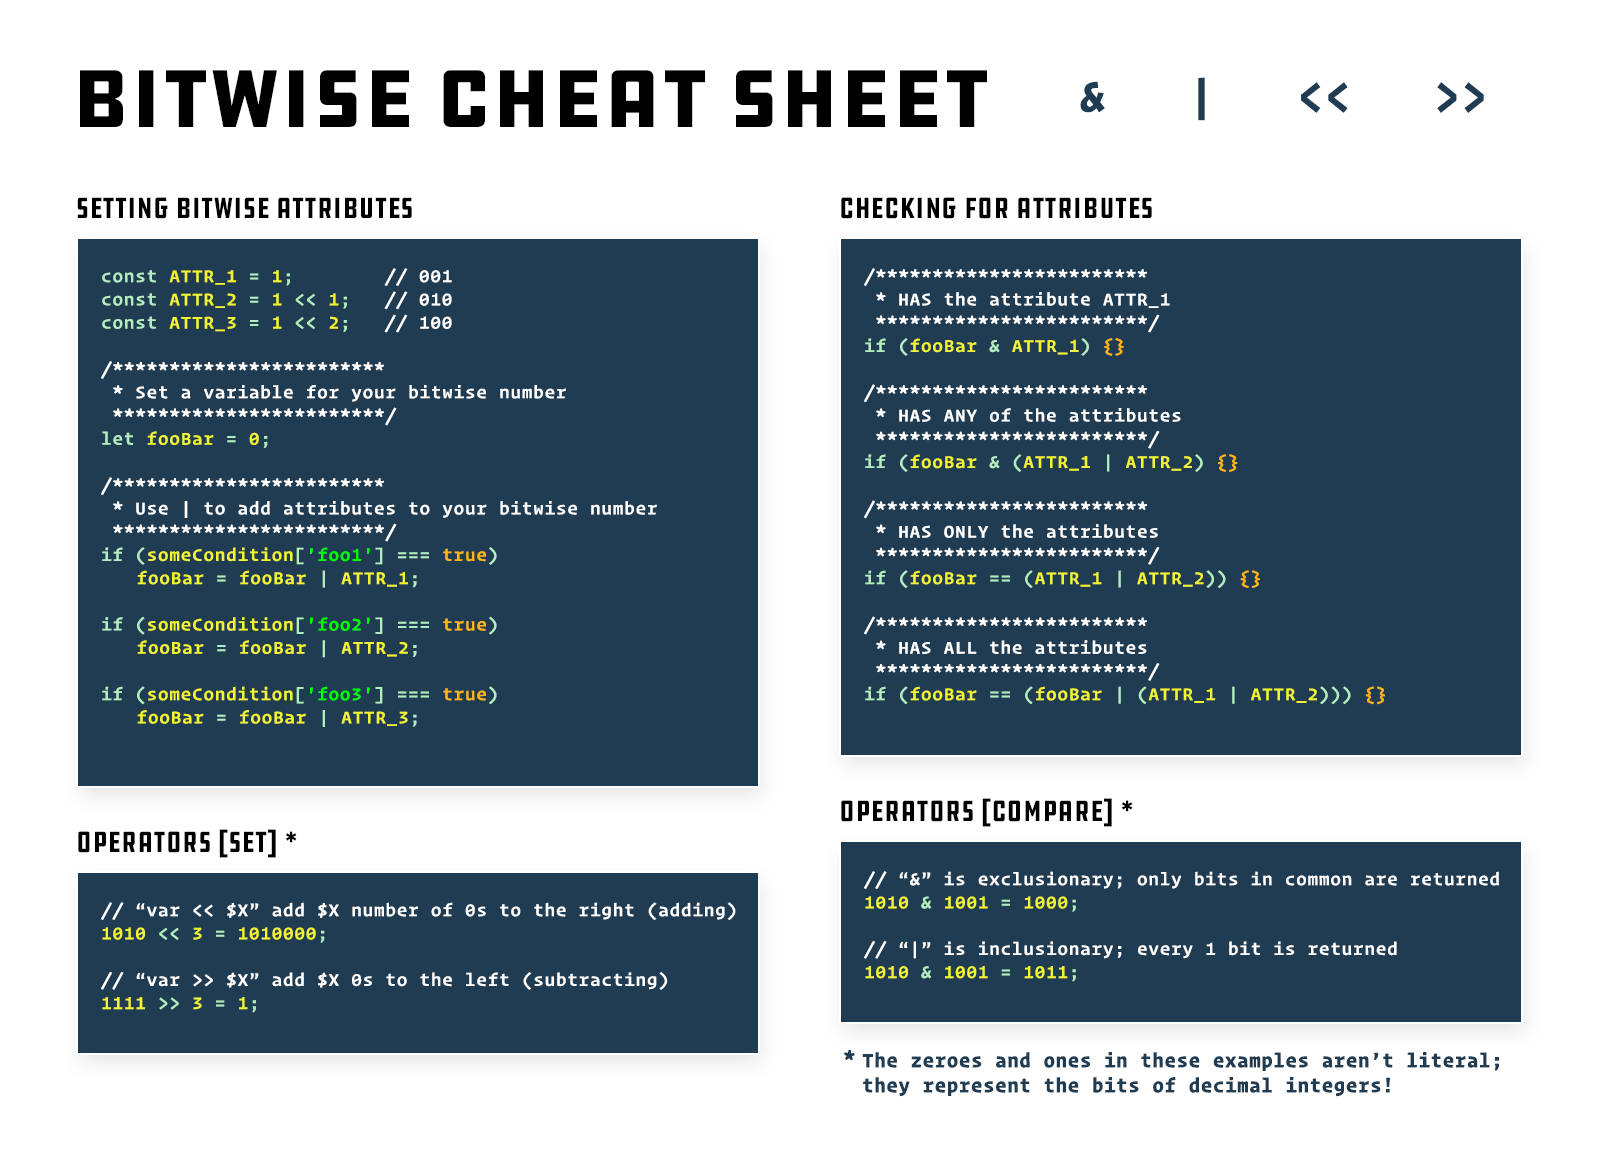 BITWISE CHEAT SHEET & | << >>
SETTING BITWISE ATTRIBUTES
const ATTR_1 = 1;        // 001
const ATTR_2 = 1 << 1;   // 010
const ATTR_3 = 1 << 2;   // 100
/************************
 * Set a variable for your bitwise number
 ************************/
let fooBar = 0;
/************************
 * Use | to add attributes to your bitwise number
 ************************/
if (someCondition['foo1'] === true)
   fooBar = fooBar | ATTR_1;
if (someCondition['foo2'] === true)
   fooBar = fooBar | ATTR_2;
if (someCondition['foo3'] === true)
   fooBar = fooBar | ATTR_3;
OPERATORS [SET] *
// “var << $X” add $X number of 0s to the right (adding)
1010 << 3 = 1010000;
// “var >> $X” add $X 0s to the left (subtracting)
1111 >> 3 = 1;
CHECKING FOR ATTRIBUTES
/************************
 * HAS the attribute ATTR_1
 ************************/
if (fooBar & ATTR_1) {}
/************************
 * HAS ANY of the attributes
 ************************/
if (fooBar & (ATTR_1 | ATTR_2) {}
/************************
 * HAS ONLY the attributes
 ************************/
if (fooBar == (ATTR_1 | ATTR_2)) {}
/************************
 * HAS ALL the attributes
 ************************/
if (fooBar == (fooBar | (ATTR_1 | ATTR_2))) {}
OPERATORS [COMPARE] *
// “&” is exclusionary; only bits in common are returned
1010 & 1001 = 1000;
// “|” is inclusionary; every 1 bit is returned
1010 & 1001 = 1011;
* The zeroes and ones in these examples aren’t literal;
they represent the bits of decimal integers!